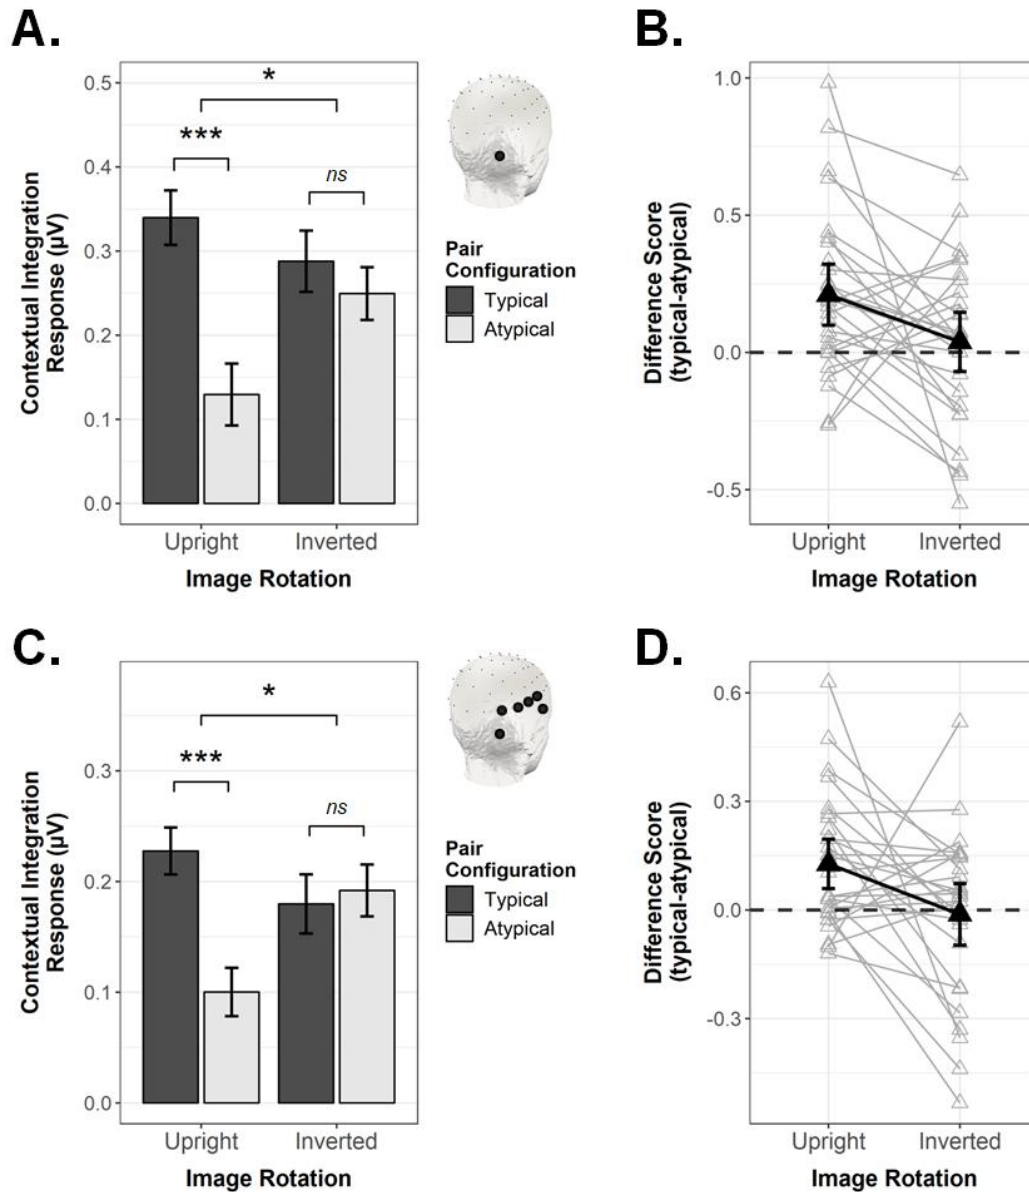 A.
0.5
0.4
0.3
0.2
0.1
0.0
Contextual Integration
Response (µV)
*
***
ns
Upright
Inverted
Image Rotation
Pair
Configuration
Typical
Atypical
B.
1.0
0.5
0.0
-0.5
Difference Score
(typical-atypical)
Upright
Inverted
Image Rotation
C.
0.3
0.2
0.1
0.0
Contextual Integration
Response (µV)
*
***
ns
Upright
Inverted
Image Rotation
Pair
Configuration
Typical
Atypical
D.
0.6
0.3
0.0
-0.3
Difference Score
(typical-atypical)
Upright
Inverted
Image Rotation